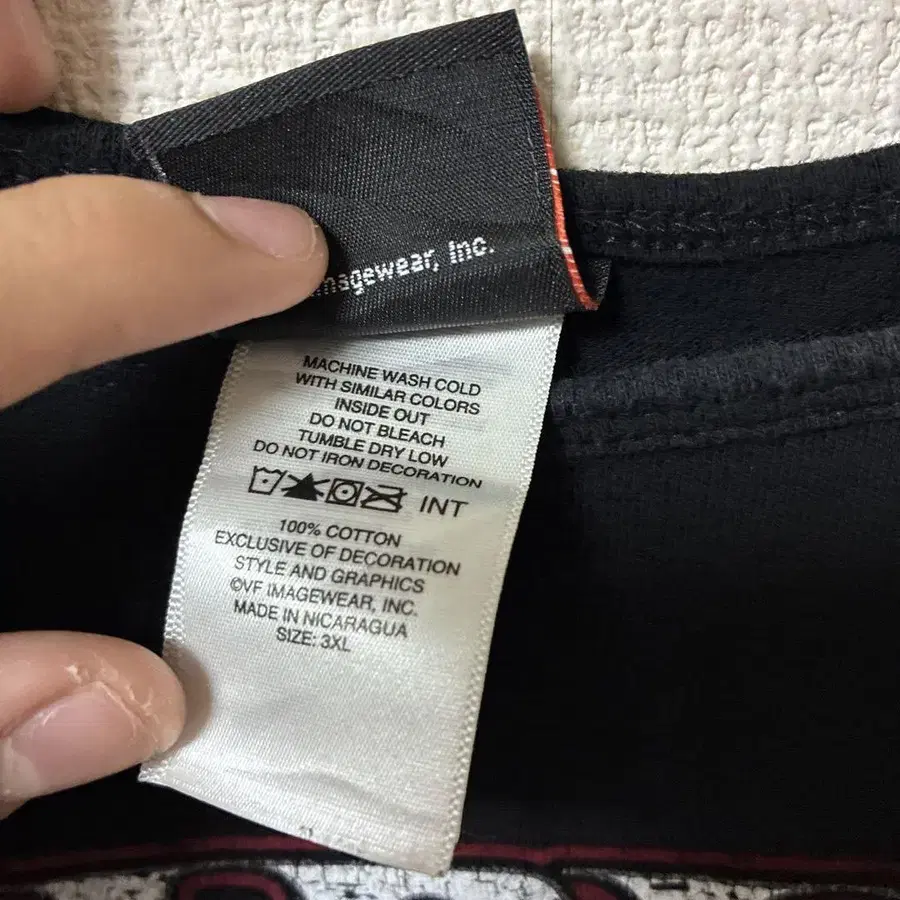 Imagewear, Inc.
MACHINE WASH COLD
WITH SIMILAR COLORS
INSIDE OUT
DO NOT BLEACH
TUMBLE DRY LOW
DO NOT IRON DECORATION
INT
100% COTTON
EXCLUSIVE OF DECORATION
STYLE AND GRAPHICS
©VF IMAGEWEAR, INC.
MADE IN NICARAGUA
SIZE: 3XL